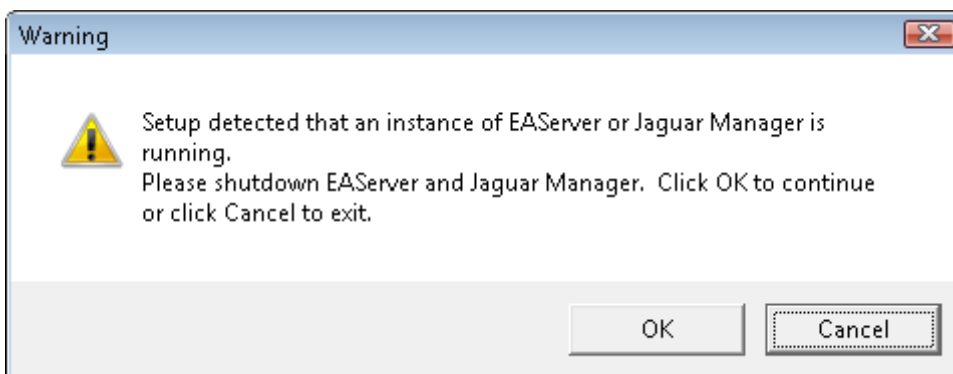 Warning
Setup detected that an instance of EAServer or Jaguar Manager is
running.
Please shutdown EAServer and Jaguar Manager.  Click OK to continue
or click Cancel to exit.
OK
Cancel